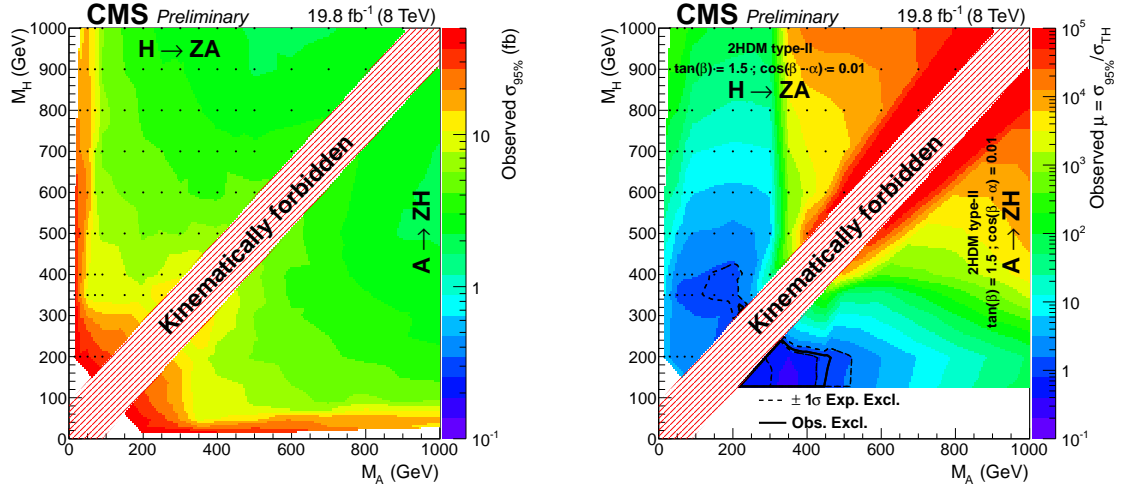 CMS Preliminary 19.8 fb⁻¹ (8 TeV)
M_H (GeV)
1000
900
800
700
600
500
400
300
200
100
0
H → ZA
Kinematically forbidden
A → ZH
0 200 400 600 800 1000
M_A (GeV)
10
1
10⁻¹
Observed σ_95% (fb)
CMS Preliminary 19.8 fb⁻¹ (8 TeV)
M_H (GeV)
1000
900
800
700
600
500
400
300
200
100
0
2HDM type-II
tan(β) = 1.5 ; cos(β - α) = 0.01
H → ZA
Kinematically forbidden
2HDM type-II
tan(β) = 1.5 ; cos(β - α) = 0.01
A → ZH
± 1σ Exp. Excl.
Obs. Excl.
0 200 400 600 800 1000
M_A (GeV)
10⁵
10⁴
10³
10²
10
1
10⁻¹
Observed μ = σ_95%/σ_TH